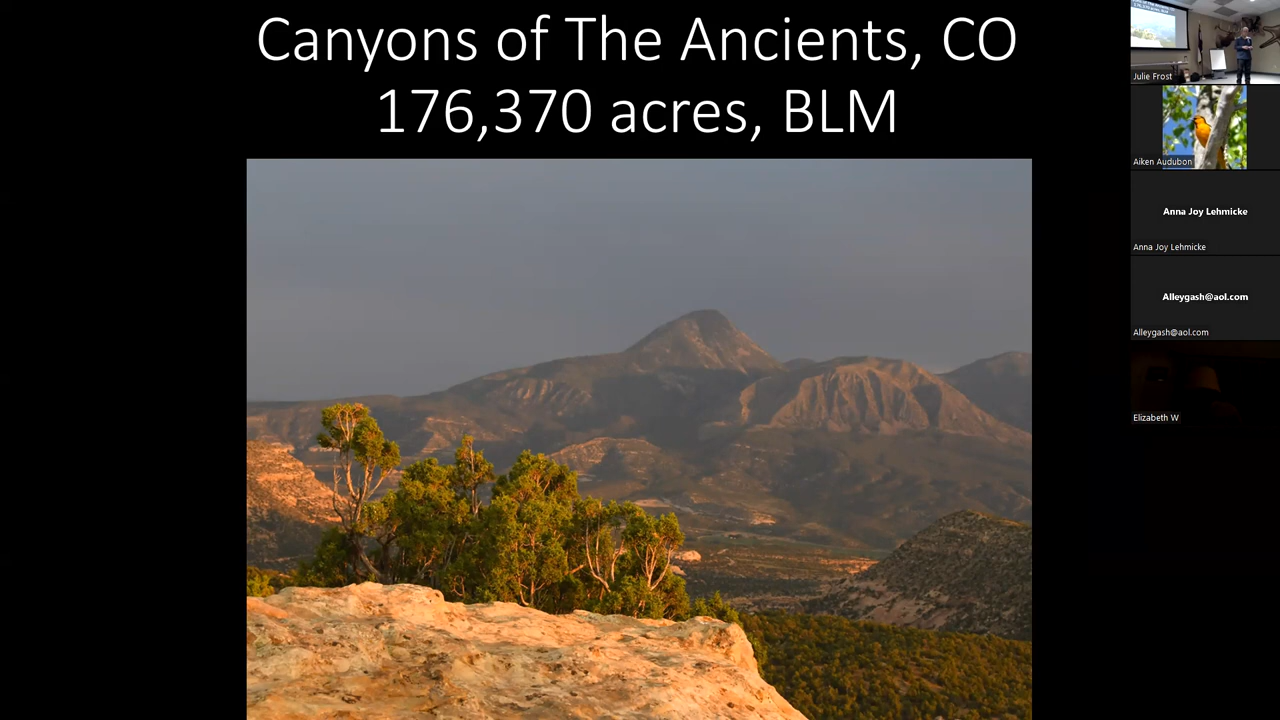 Canyons of The Ancients, CO
176,370 acres, BLM
Julie Frost
Aiken Audubon
Anna Joy Lehmicke
Anna Joy Lehmicke
Alleygash@aol.com
Alleygash@aol.com
Elizabeth W